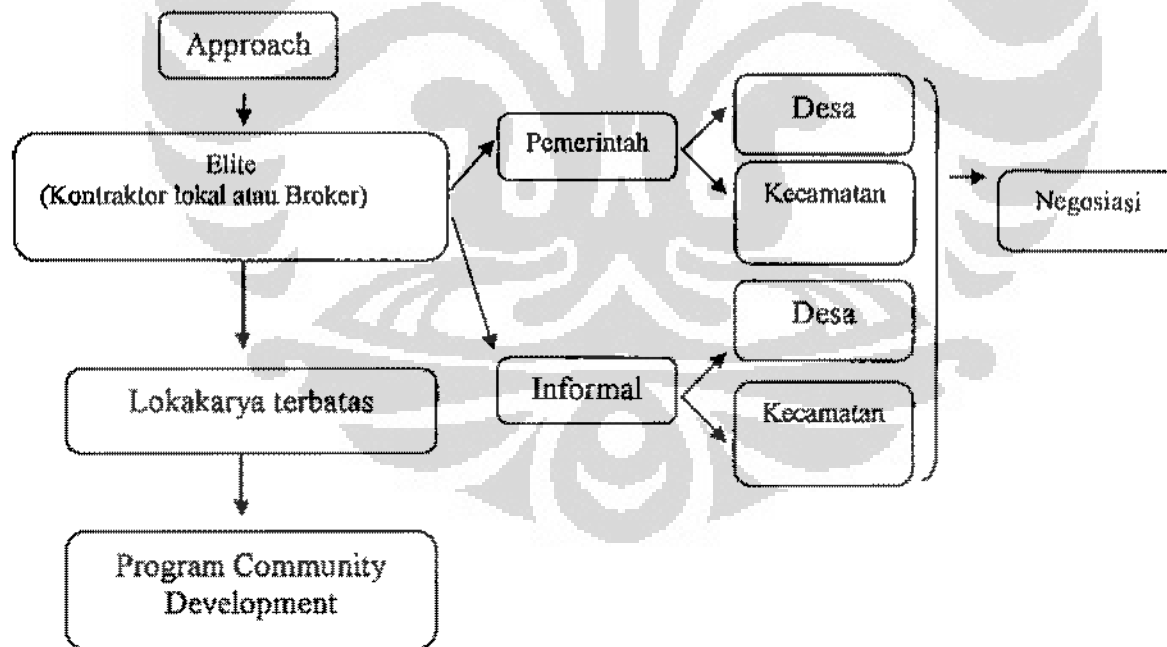 Approach
Elite
(Kontraktor lokal atau Broker)
Lokakarya terbatas
Program Community
Development
Pemerintah
Informal
Desa
Kecamatan
Desa
Kecamatan
Negosiasi